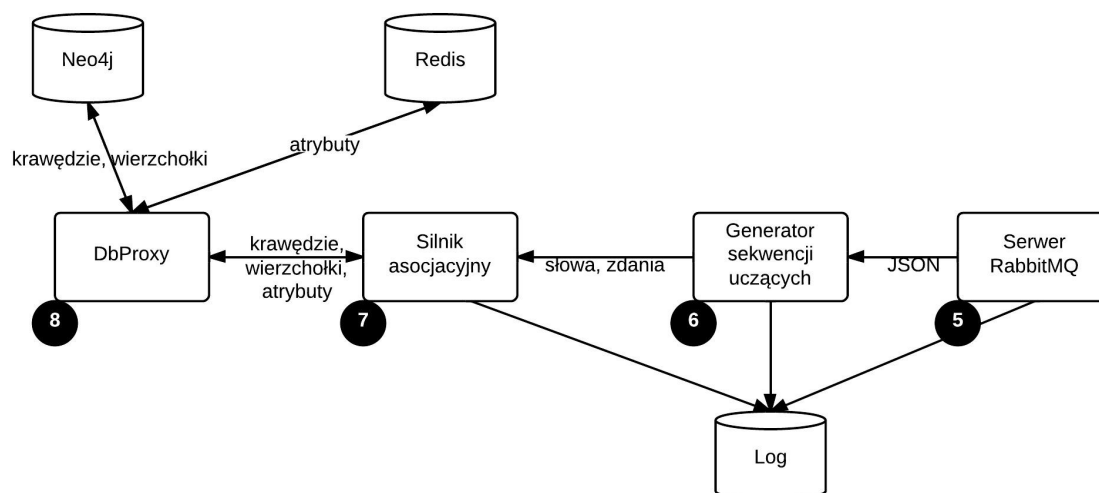 Neo4j
Redis
krawędzie, wierzchołki
atrybuty
DbProxy
krawędzie,
wierzchołki,
atrybuty
Silnik
asocjacyjny
słowa, zdania
Generator
sekwencji
uczących
JSON
Serwer
RabbitMQ
8
7
6
5
Log